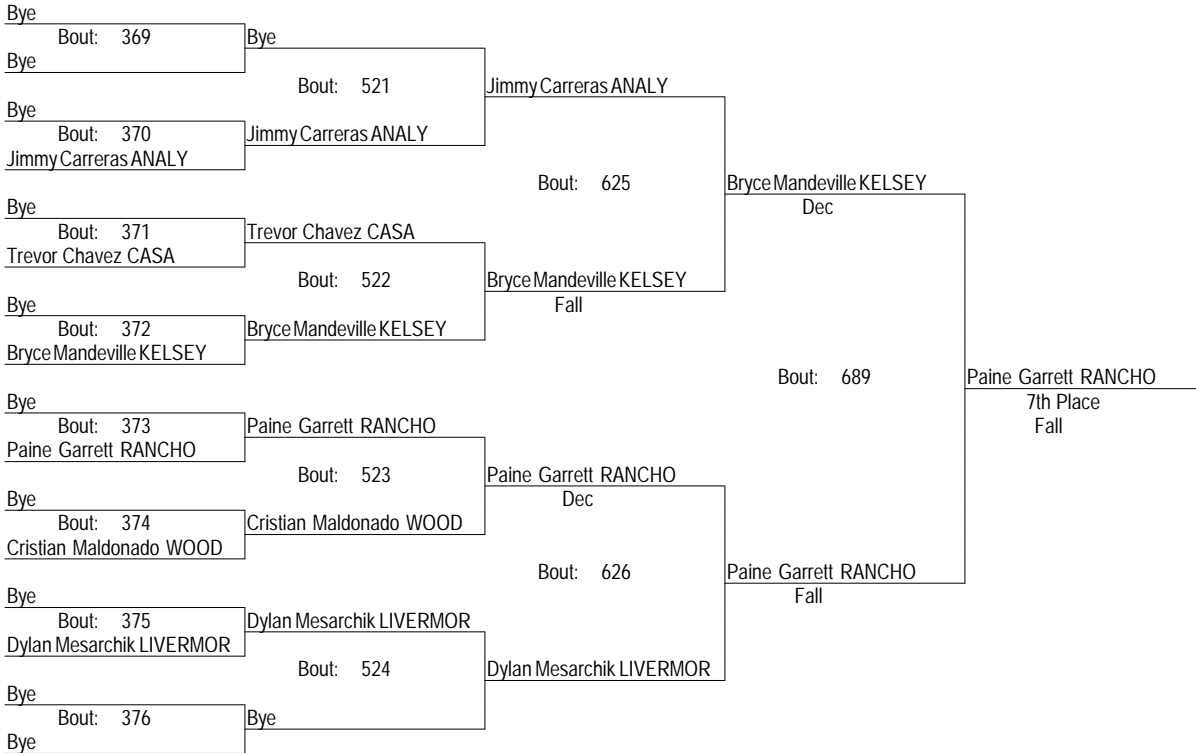 Bye
Bout: 369
Bye
Bye
Bout: 521
Jimmy Carreras ANALY
Bye
Bout: 370
Jimmy Carreras ANALY
Jimmy Carreras ANALY
Bout: 625
Bryce Mandeville KELSEY
Dec
Bye
Bout: 371
Trevor Chavez CASA
Trevor Chavez CASA
Bout: 522
Bryce Mandeville KELSEY
Fall
Bye
Bout: 372
Bryce Mandeville KELSEY
Bryce Mandeville KELSEY
Bout: 689
Paine Garrett RANCHO
7th Place
Fall
Bye
Bout: 373
Paine Garrett RANCHO
Paine Garrett RANCHO
Bout: 523
Paine Garrett RANCHO
Dec
Bye
Bout: 374
Cristian Maldonado WOOD
Cristian Maldonado WOOD
Bout: 626
Paine Garrett RANCHO
Fall
Bye
Bout: 375
Dylan Mesarchik LIVERMOR
Dylan Mesarchik LIVERMOR
Bout: 524
Dylan Mesarchik LIVERMOR
Bye
Bout: 376
Bye
Bye